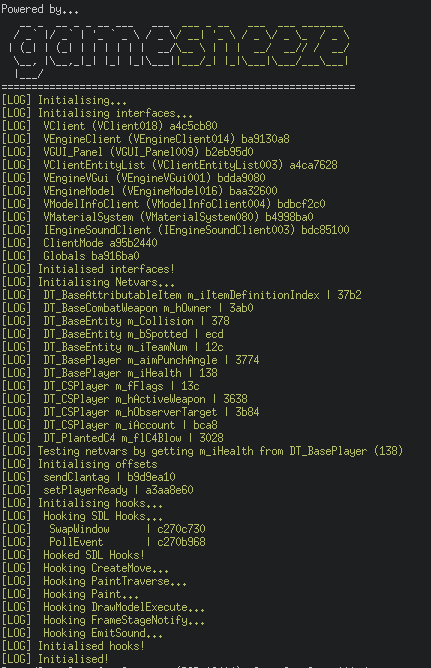 Powered by...
gamesneeze
=======================================================
[LOG] Initialising...
[LOG] Initialising interfaces...
[LOG]  VClient (VClient018) a4c5cb80
[LOG]  VEngineClient (VEngineClient014) ba9130a8
[LOG]  VGUI_Panel (VGUI_Panel009) b2eb95d0
[LOG]  VClientEntityList (VClientEntityList003) a4ca7628
[LOG]  VEngineVGui (VEngineVGui001) bdda9080
[LOG]  VEngineModel (VEngineModel016) baa32600
[LOG]  VModelInfoClient (VModelInfoClient004) bdbcf2c0
[LOG]  VMaterialSystem (VMaterialSystem080) b4998ba0
[LOG]  IEngineSoundClient (IEngineSoundClient003) bdc85100
[LOG]  ClientMode a95b2440
[LOG]  Globals ba916ba0
[LOG] Initialised interfaces!
[LOG] Initialising Netvars...
[LOG]  DT_BaseAttributableItem m_iItemDefinitionIndex | 37b2
[LOG]  DT_BaseCombatWeapon m_hOwner | 3ab0
[LOG]  DT_BaseEntity m_Collision | 378
[LOG]  DT_BaseEntity m_bSpotted | ecd
[LOG]  DT_BaseEntity m_iTeamNum | 12c
[LOG]  DT_BasePlayer m_aimPunchAngle | 3774
[LOG]  DT_BasePlayer m_iHealth | 138
[LOG]  DT_CSPlayer m_fFlags | 13c
[LOG]  DT_CSPlayer m_hActiveWeapon | 3638
[LOG]  DT_CSPlayer m_hObserverTarget | 3b84
[LOG]  DT_CSPlayer m_iAccount | bca8
[LOG]  DT_PlantedC4 m_flC4Blow | 3028
[LOG] Testing netvars by getting m_iHealth from DT_BasePlayer (138)
[LOG] Initialising offsets
[LOG]  sendClantag | b9d9ea10
[LOG]  setPlayerReady | a3aa8e60
[LOG] Initialising hooks...
[LOG]  Hooking SDL Hooks...
[LOG]   SwapWindow      | c270c730
[LOG]   PollEvent       | c270b968
[LOG]  Hooked SDL Hooks!
[LOG]  Hooking CreateMove...
[LOG]  Hooking PaintTraverse...
[LOG]  Hooking Paint...
[LOG]  Hooking DrawModelExecute...
[LOG]  Hooking FrameStageNotify...
[LOG]  Hooking EmitSound...
[LOG] Initialised hooks!
[LOG] Initialised!